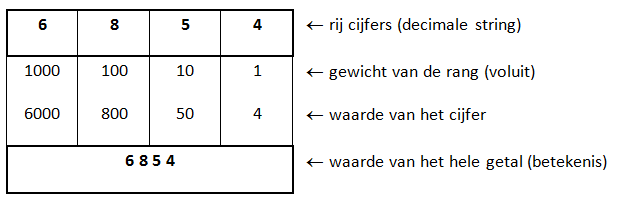 6 8 5 4 ← rij cijfers (decimale string)
1000 100 10 1 ← gewicht van de rang (voluit)
6000 800 50 4 ← waarde van het cijfer
6 8 5 4 ← waarde van het hele getal (betekenis)